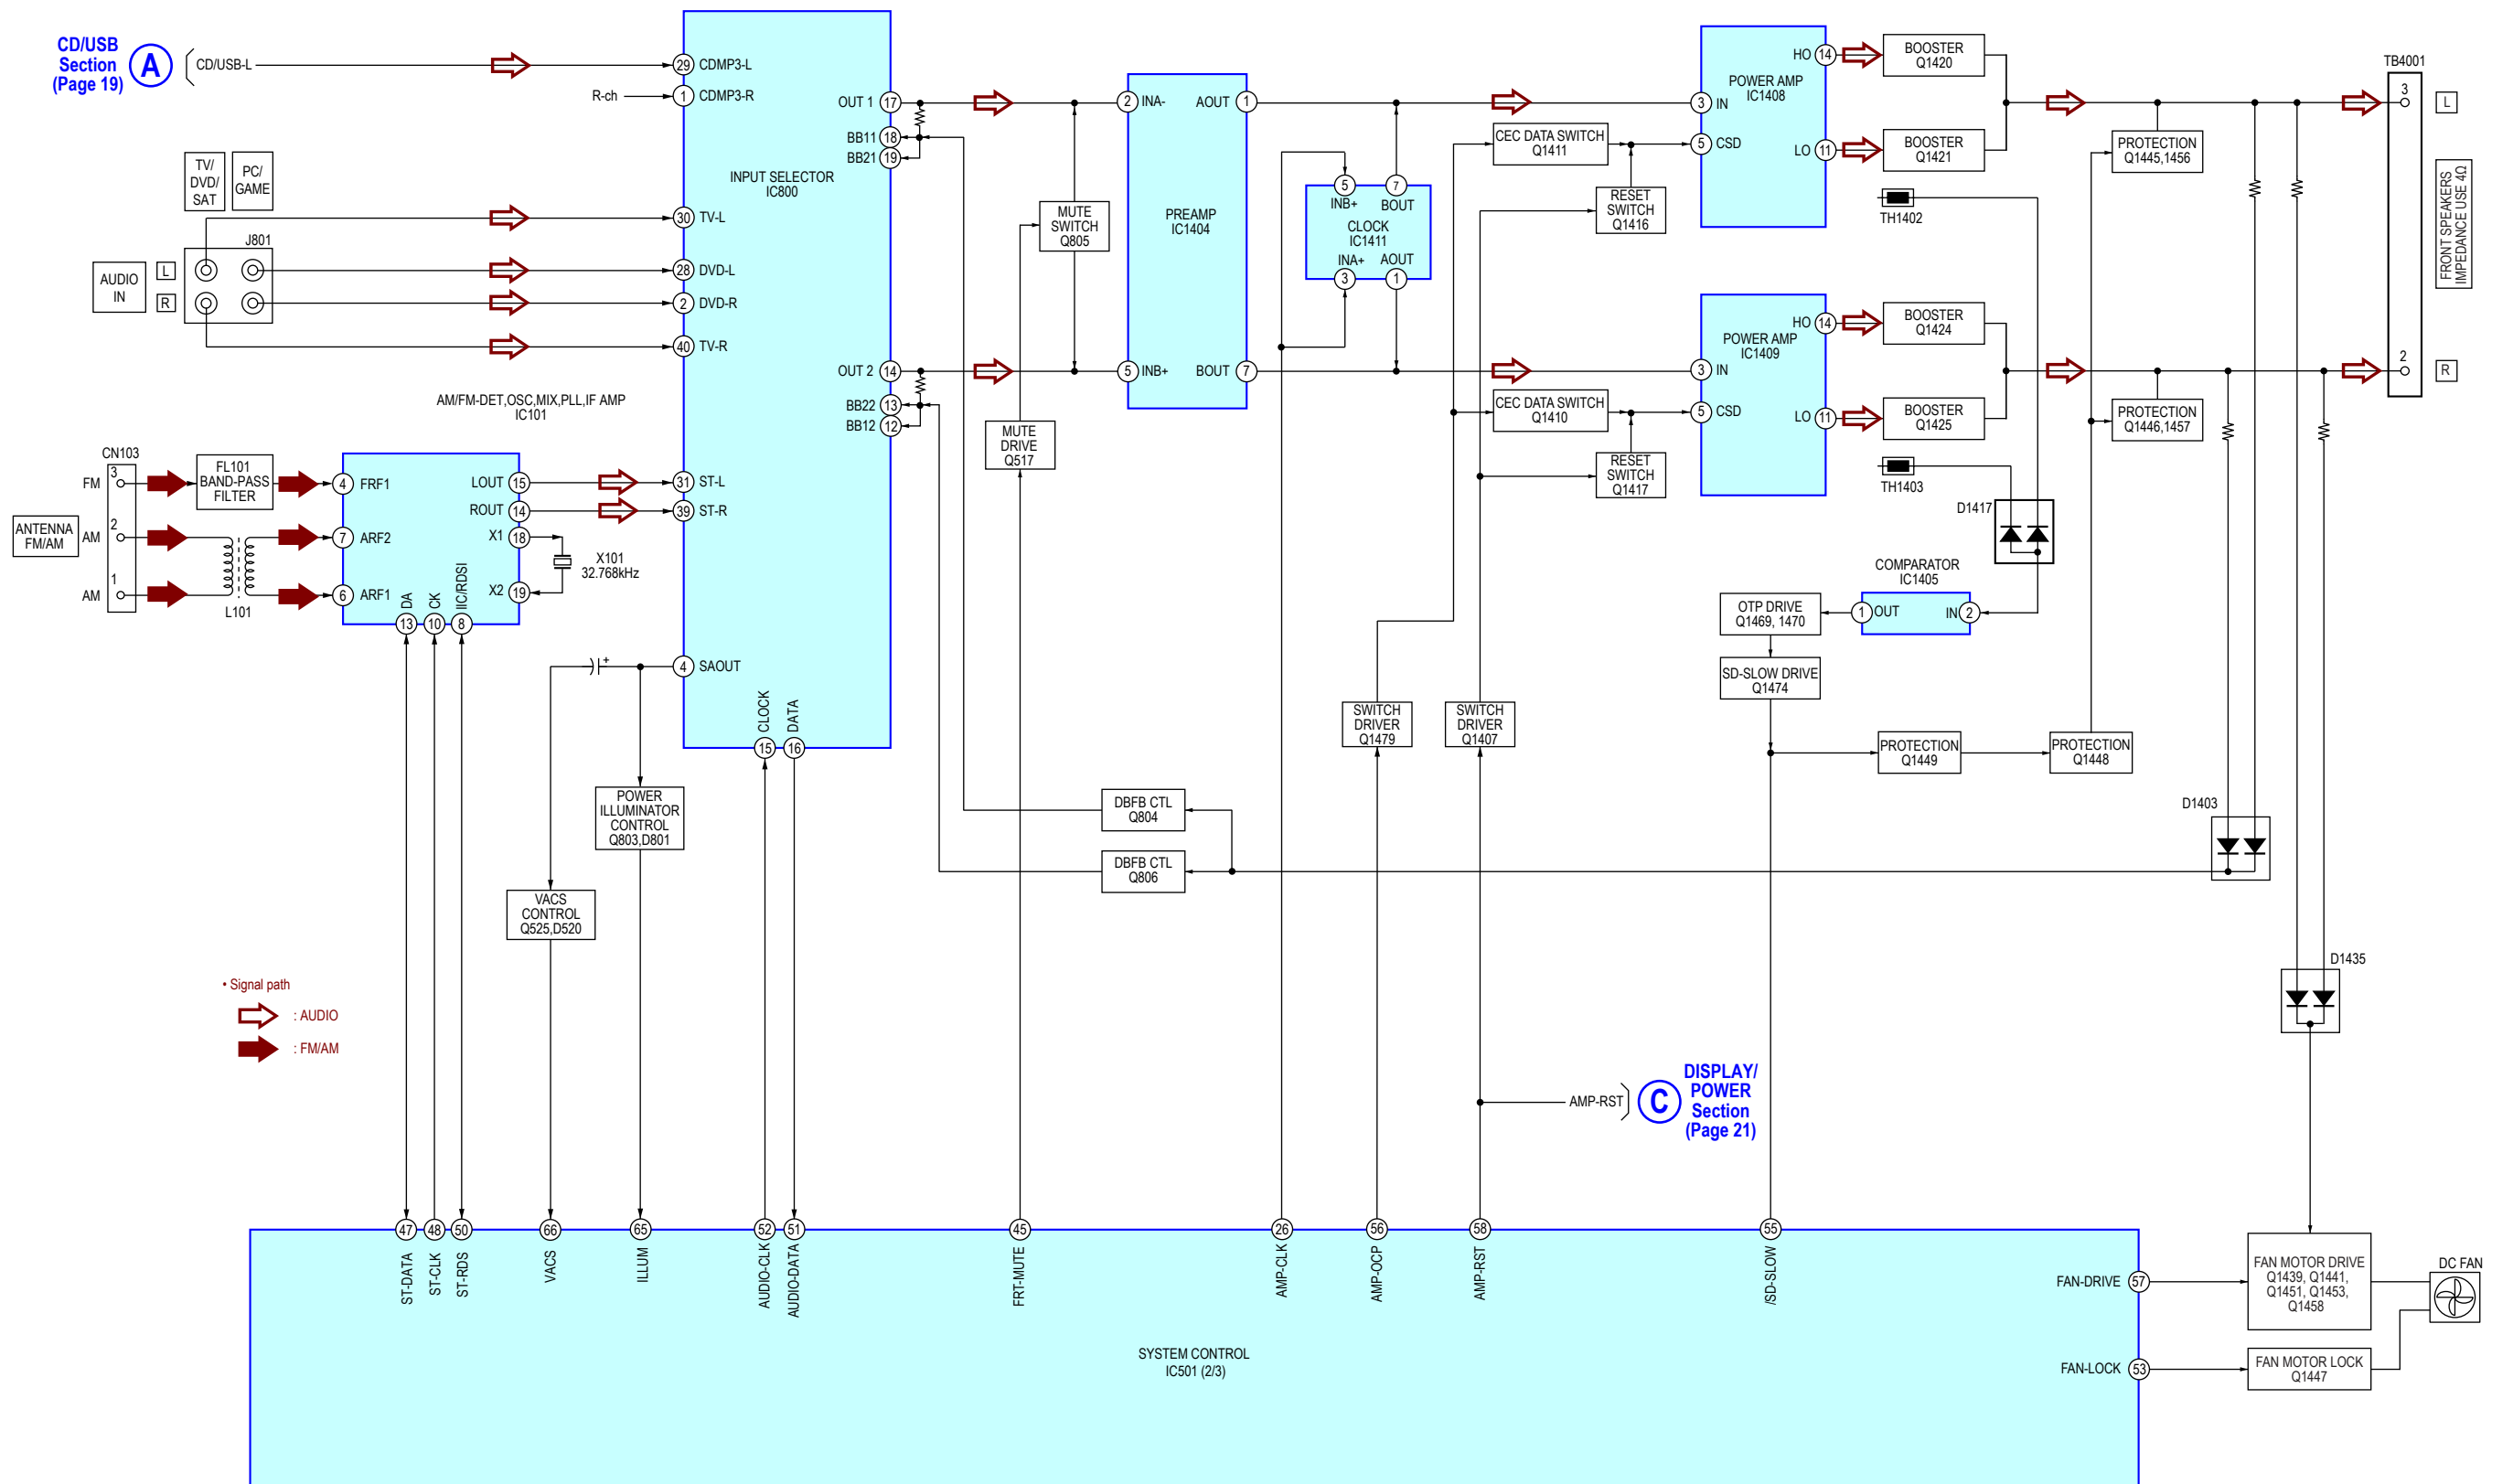 CD/USB
Section
(Page 19)
A
CD/USB-L
R-ch
29 CDMP3-L
1 CDMP3-R
INPUT SELECTOR
IC800
OUT 1 17
BB11 18
BB21 19
TV/
DVD/
SAT
PC/
GAME
J801
AUDIO
IN
L
R
30 TV-L
28 DVD-L
2 DVD-R
40 TV-R
OUT 2 14
BB22 13
BB12 12
AM/FM-DET,OSC,MIX,PLL,IF AMP
IC101
CN103
FM 3
ANTENNA
FM/AM
AM 2
AM 1
FL101
BAND-PASS
FILTER
L101
4 FRF1
7 ARF2
6 ARF1
LOUT 15
ROUT 14
X1 18
X2 19
X101
32.768kHz
DA 13
CK 10
IIC/RDSI 8
31 ST-L
39 ST-R
4 SAOUT
CLOCK 15
DATA 16
MUTE
SWITCH
Q805
MUTE
DRIVE
Q517
2 INA-
AOUT 1
PREAMP
IC1404
5 INB+
BOUT 7
5 7
INB+ BOUT
CLOCK
IC1411
INA+ AOUT
3 1
CEC DATA SWITCH
Q1411
RESET
SWITCH
Q1416
CEC DATA SWITCH
Q1410
RESET
SWITCH
Q1417
HO 14
POWER AMP
IC1408
3 IN
5 CSD
LO 11
BOOSTER
Q1420
BOOSTER
Q1421
TH1402
HO 14
POWER AMP
IC1409
3 IN
5 CSD
LO 11
BOOSTER
Q1424
BOOSTER
Q1425
TH1403
PROTECTION
Q1445,1456
PROTECTION
Q1446,1457
TB4001
3
L
FRONT SPEAKERS
IMPEDANCE USE 4Ω
2
R
D1417
COMPARATOR
IC1405
1 OUT
IN 2
OTP DRIVE
Q1469, 1470
SD-SLOW DRIVE
Q1474
PROTECTION
Q1449
PROTECTION
Q1448
SWITCH
DRIVER
Q1479
SWITCH
DRIVER
Q1407
DBFB CTL
Q804
DBFB CTL
Q806
D1403
D1435
POWER
ILLUMINATOR
CONTROL
Q803,D801
VACS
CONTROL
Q525,D520
+
• Signal path
: AUDIO
: FM/AM
AMP-RST
C
DISPLAY/
POWER
Section
(Page 21)
47 ST-DATA
48 ST-CLK
50 ST-RDS
66 VACS
65 ILLUM
52 AUDIO-CLK
51 AUDIO-DATA
45 FRT-MUTE
26 AMP-CLK
56 AMP-OCP
58 AMP-RST
55 /SD-SLOW
FAN-DRIVE 57
FAN MOTOR DRIVE
Q1439, Q1441,
Q1451, Q1453,
Q1458
DC FAN
SYSTEM CONTROL
IC501 (2/3)
FAN-LOCK 53
FAN MOTOR LOCK
Q1447